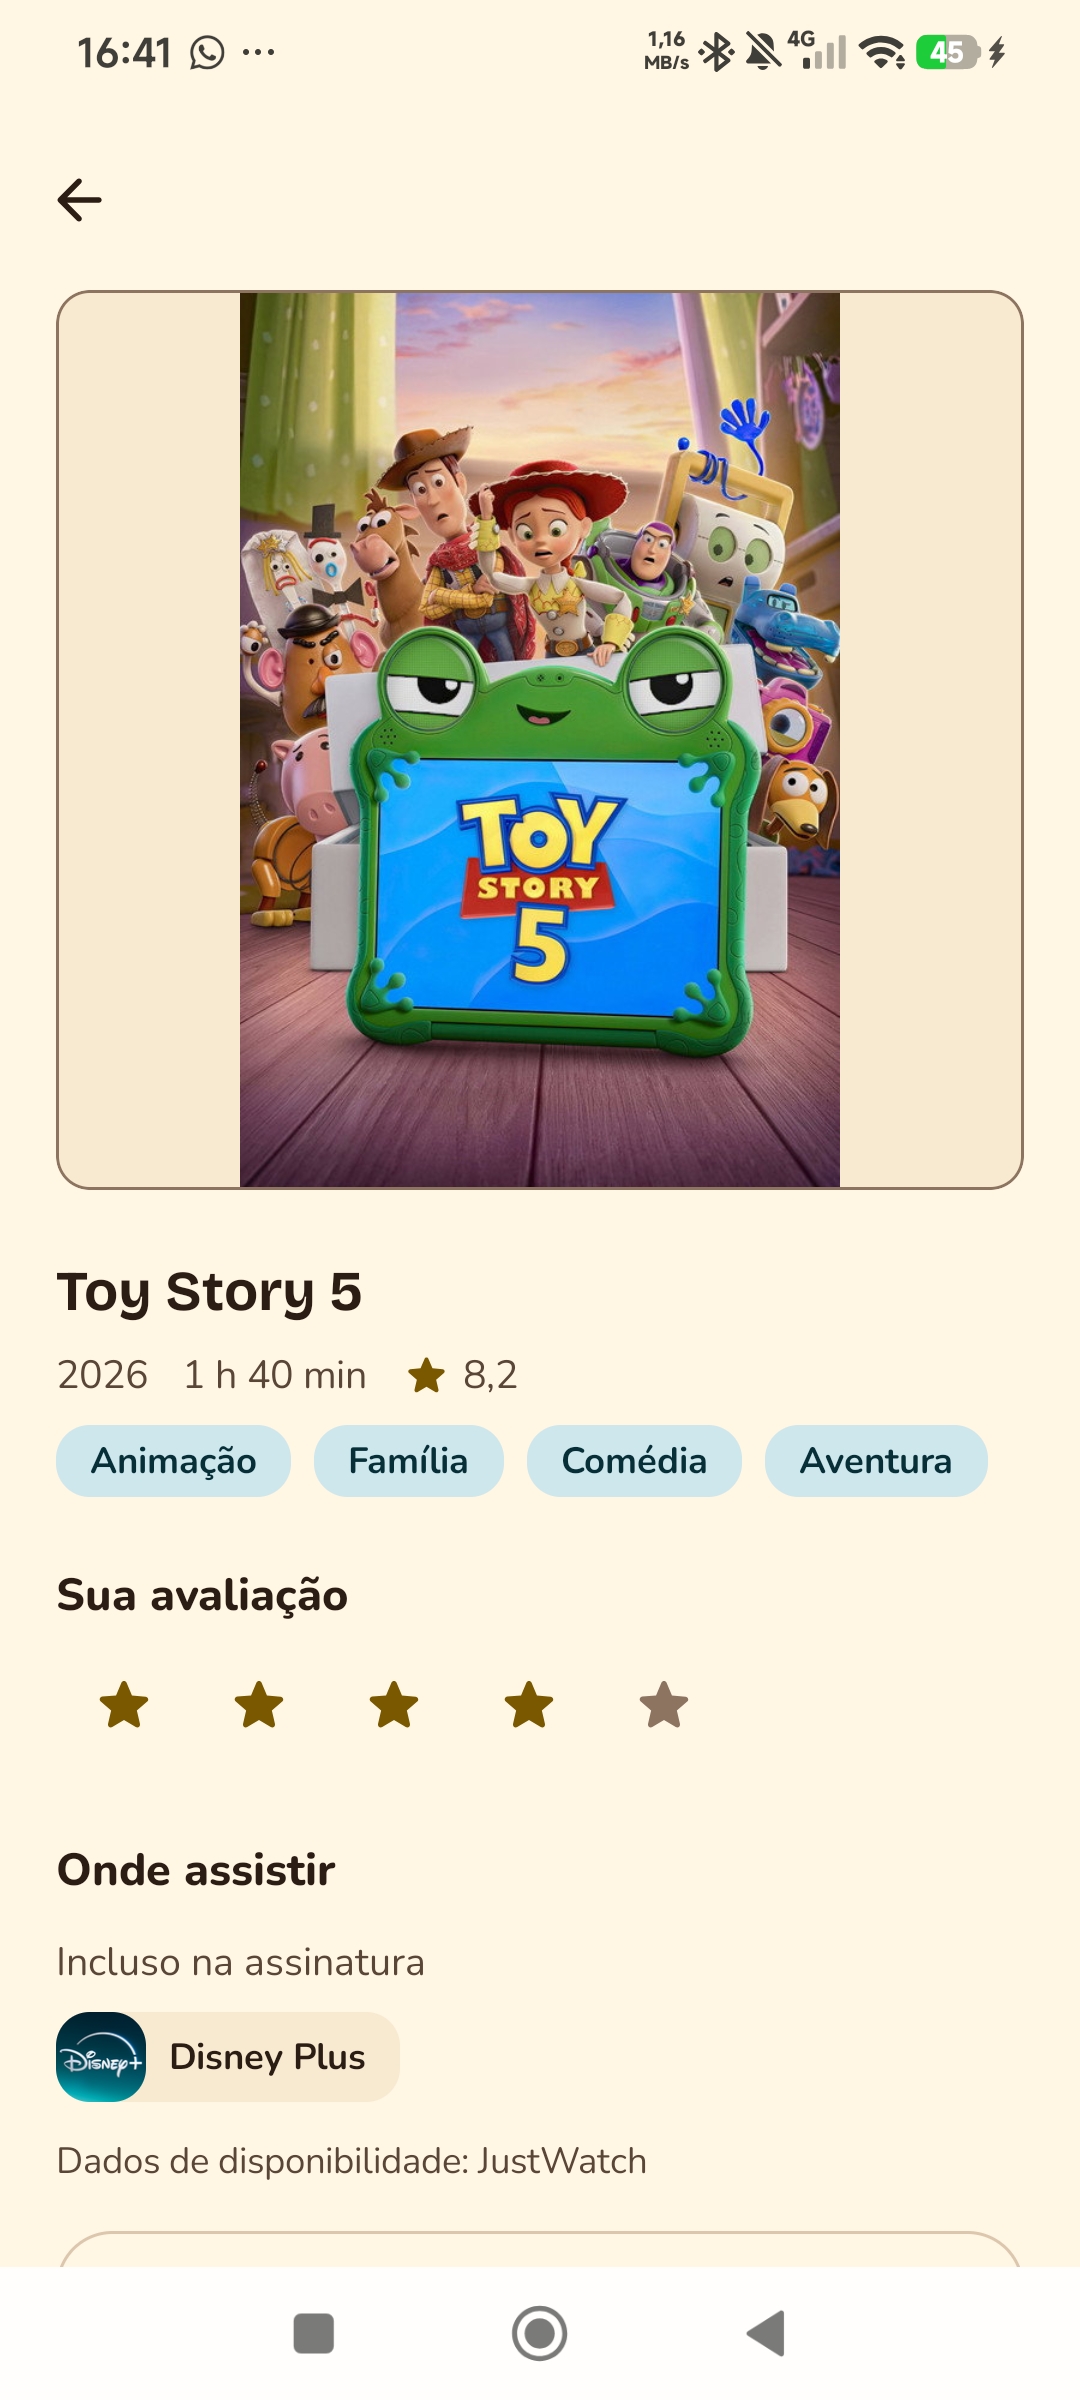 16:41 ...
1,16 MB/s 4G 45
TOY
STORY
5
Toy Story 5
2026 1 h 40 min 8,2
Animação Família Comédia Aventura
Sua avaliação
Onde assistir
Incluso na assinatura
Disney+ Disney Plus
Dados de disponibilidade: JustWatch